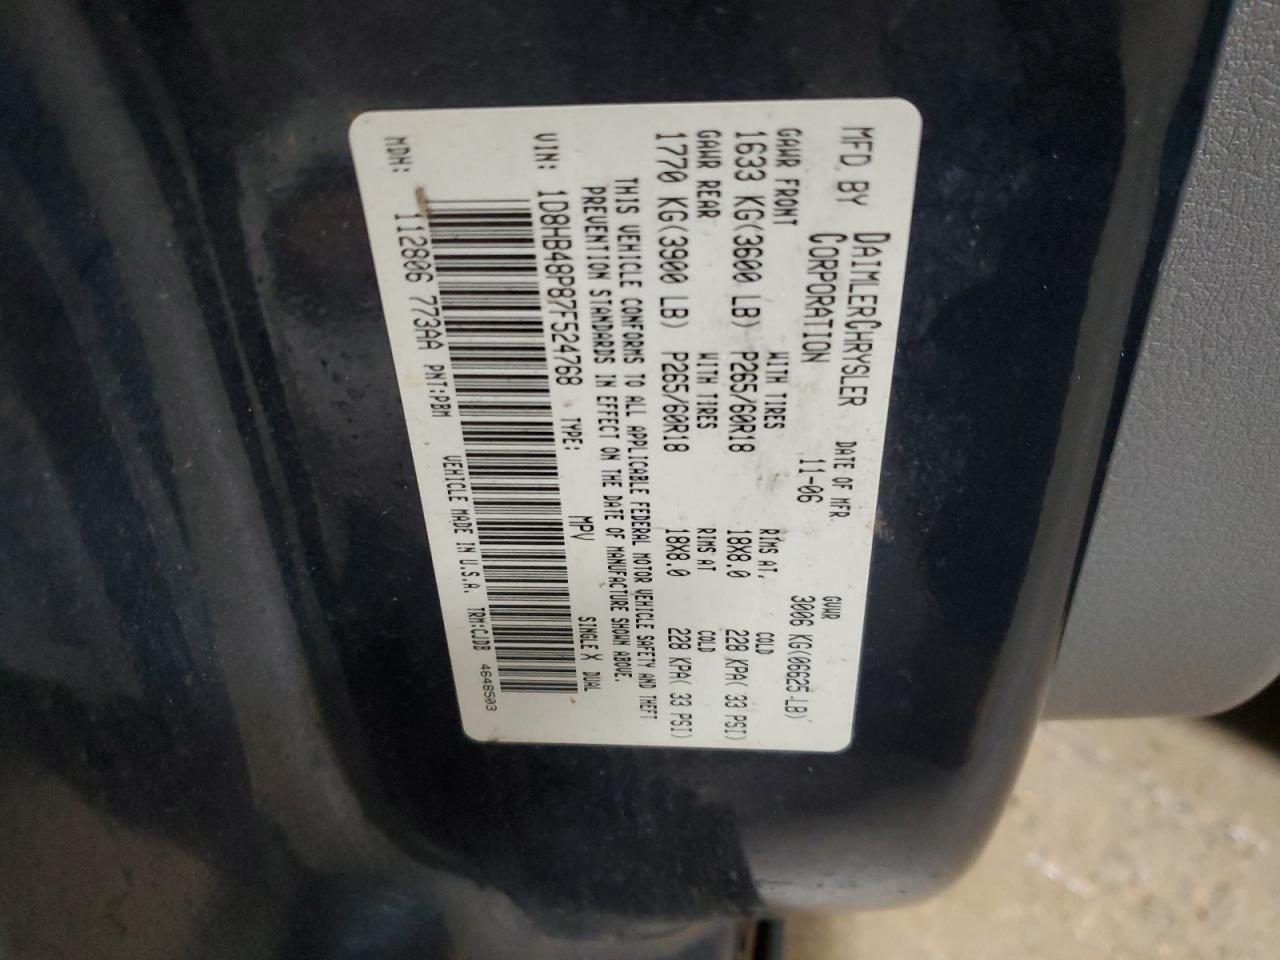 MFD BY DAIMLERCHRYSLER CORPORATION DATE OF MFR 11-06 GVWR 3006 KG(06625 LB)
GAWR FRONT WITH TIRES RIMS AT. COLD
1633 KG(3600 LB) P265/60R18 18X8.0 228 KPA( 33 PSI)
GAWR REAR WITH TIRES RIMS AT COLD
1770 KG(3900 LB) P265/60R18 18X8.0 228 KPA( 33 PSI)
THIS VEHICLE CONFORMS TO ALL APPLICABLE FEDERAL MOTOR VEHICLE SAFETY AND THEFT
PREVENTION STANDARDS IN EFFECT ON THE DATE OF MANUFACTURE SHOWN ABOVE.
VIN: 1D8HB48P87F524768 TYPE: MPV SINGLE X DUAL
MDH: 112806 773AA PNT:PBM VEHICLE MADE IN U.S.A. TRM:CJDB 4648503